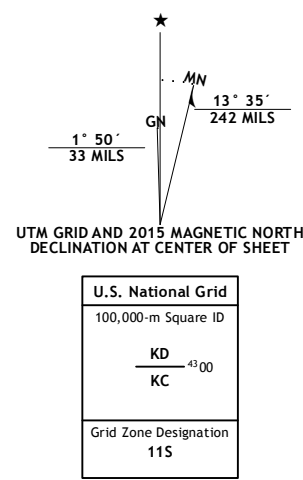 ★
MN
GN
13° 35´
242 MILS
1° 50´
33 MILS
UTM GRID AND 2015 MAGNETIC NORTH
DECLINATION AT CENTER OF SHEET
U.S. National Grid
100,000-m Square ID
KD
4300
KC
Grid Zone Designation
11S